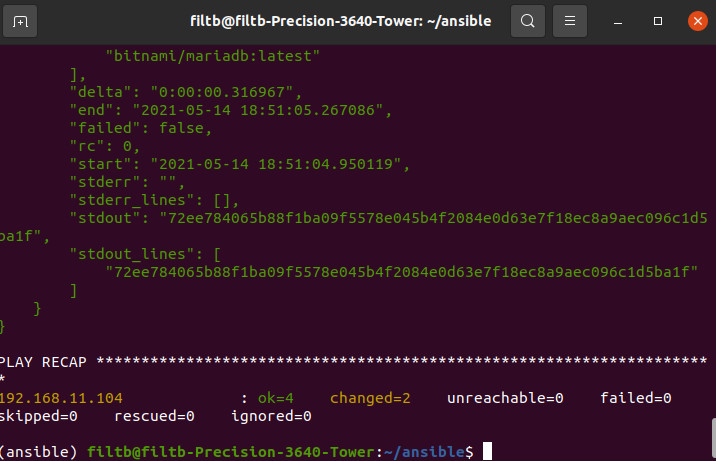 filtb@filtb-Precision-3640-Tower: ~/ansible
"bitnami/mariadb:latest"
],
"delta": "0:00:00.316967",
"end": "2021-05-14 18:51:05.267086",
"failed": false,
"rc": 0,
"start": "2021-05-14 18:51:04.950119",
"stderr": "",
"stderr_lines": [],
"stdout": "72ee784065b88f1ba09f5578e045b4f2084e0d63e7f18ec8a9aec096c1d5
ba1f",
"stdout_lines": [
"72ee784065b88f1ba09f5578e045b4f2084e0d63e7f18ec8a9aec096c1d5ba1f"
]
}
}
PLAY RECAP ********************************************************************
*
192.168.11.104 : ok=4 changed=2 unreachable=0 failed=0
skipped=0 rescued=0 ignored=0
(ansible) filtb@filtb-Precision-3640-Tower:~/ansible$